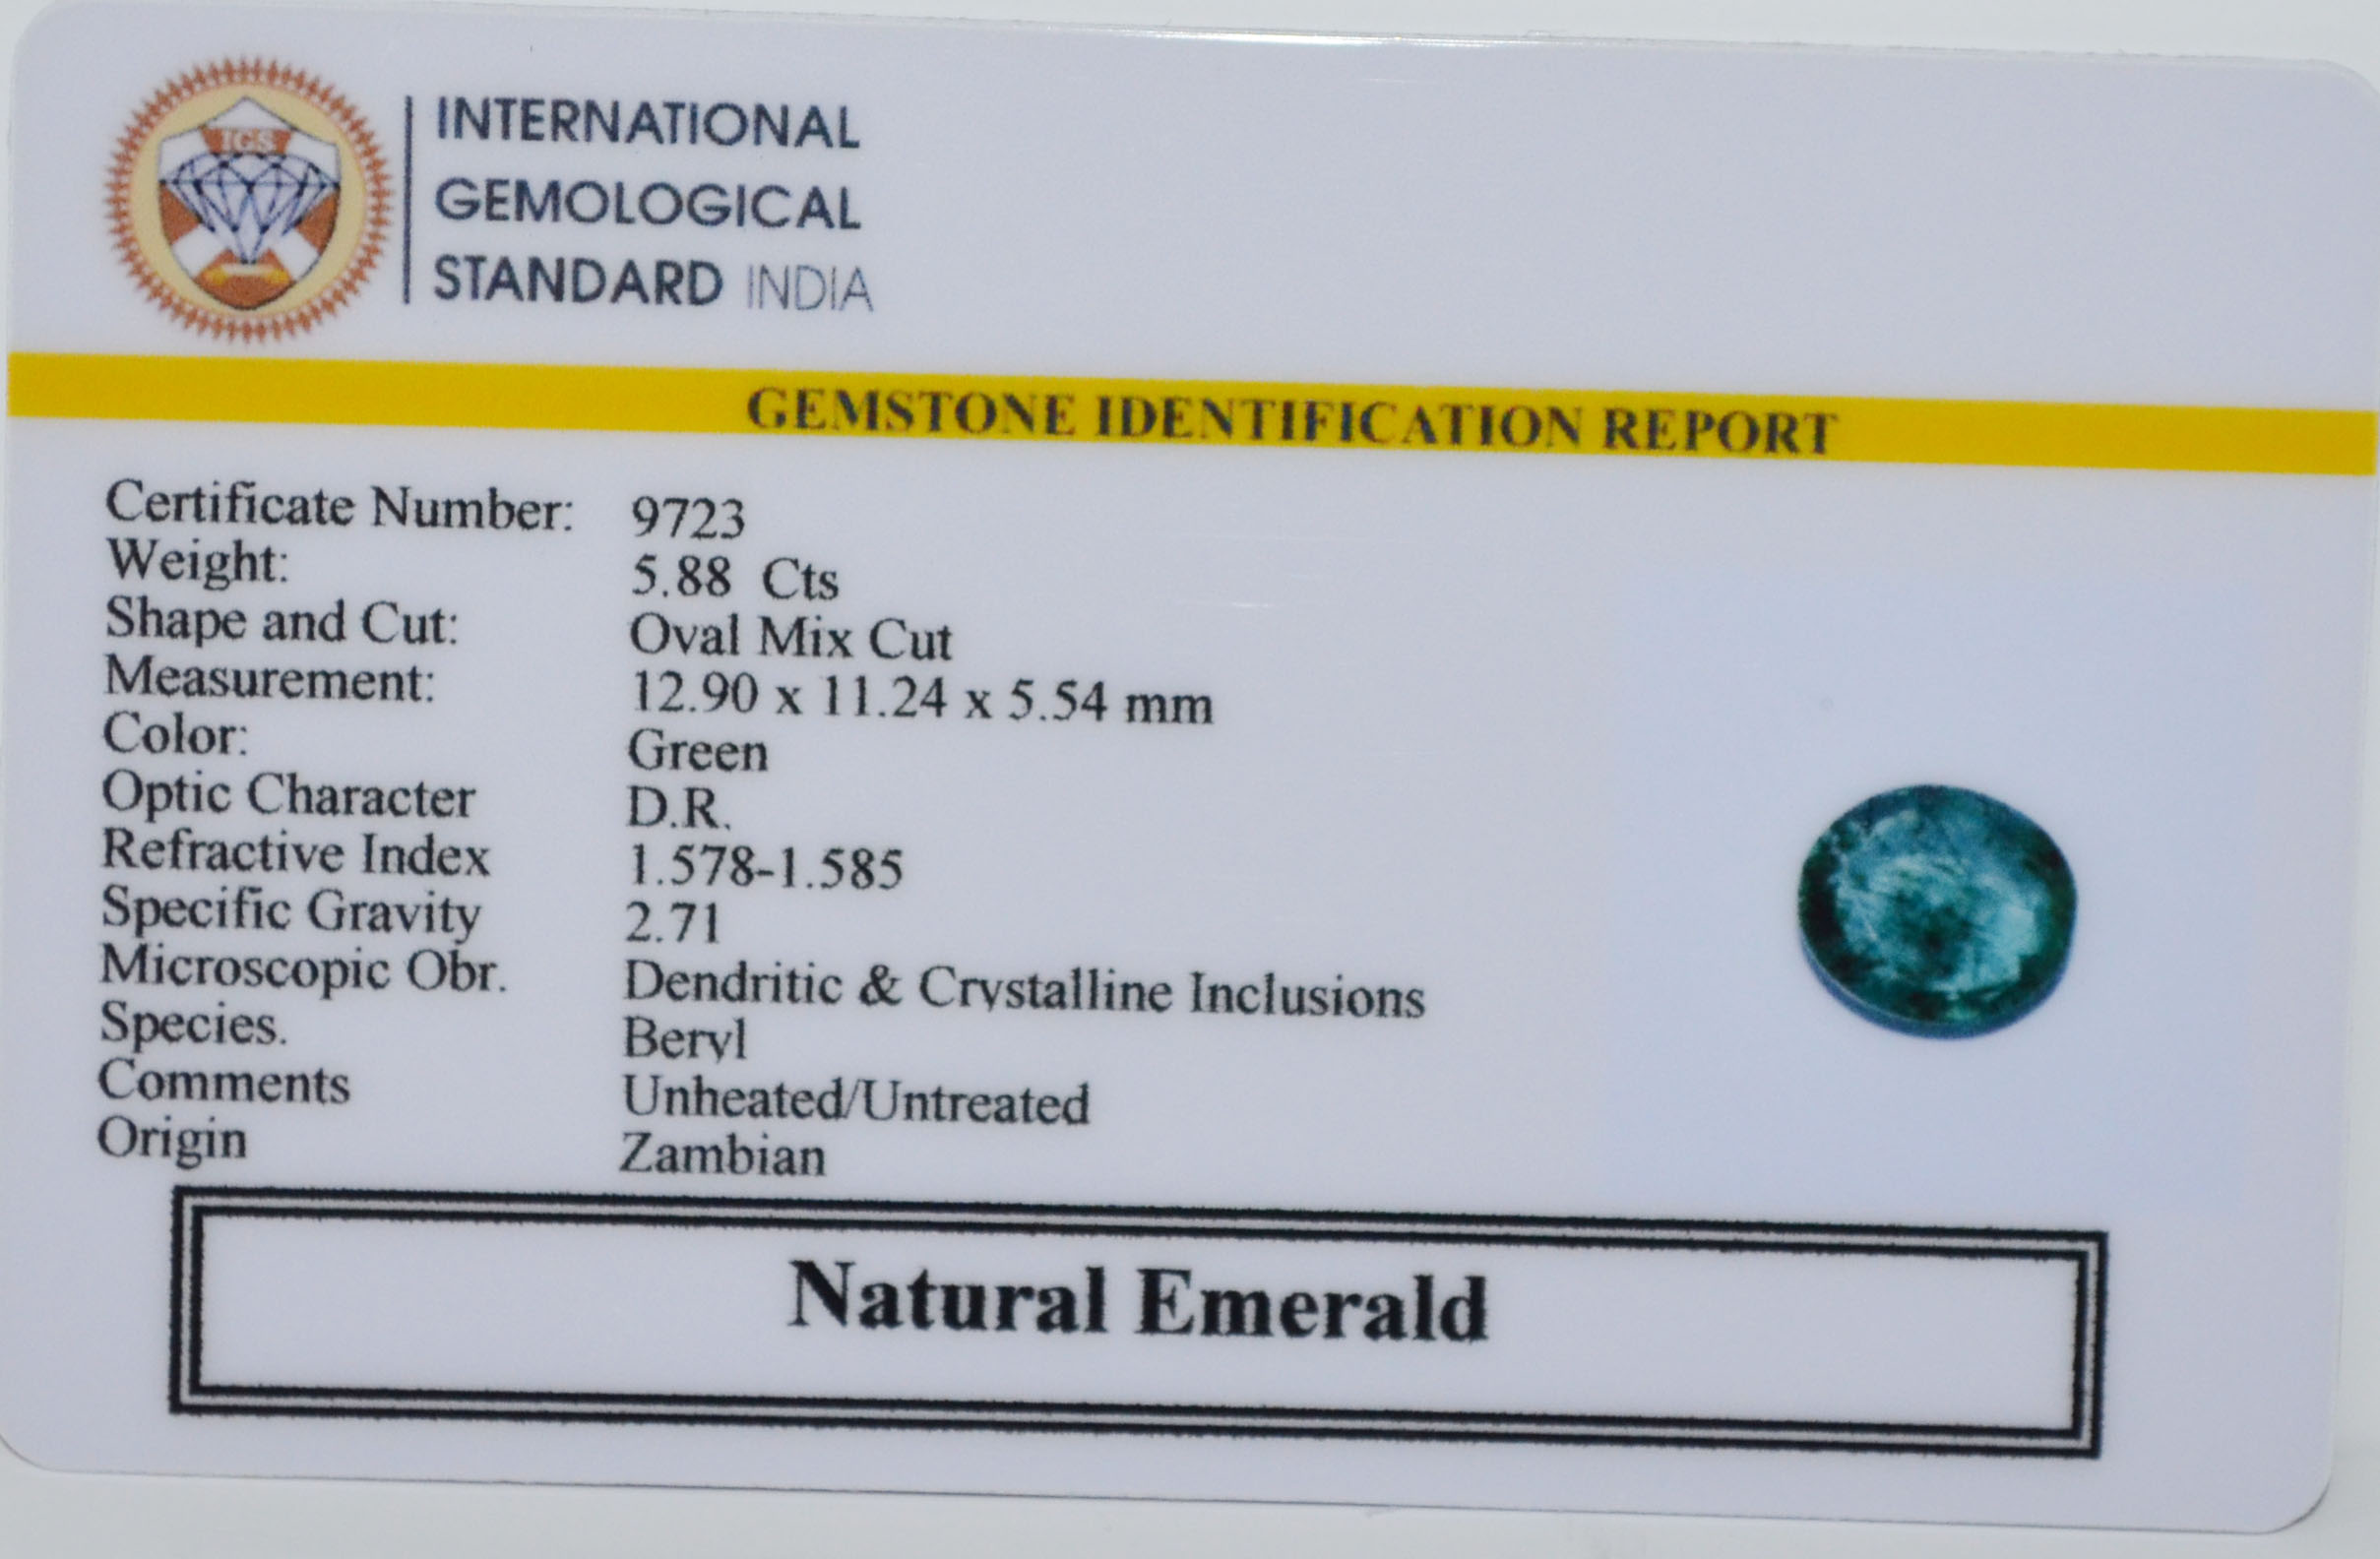 IGS
INTERNATIONAL
GEMOLOGICAL
STANDARD INDIA
GEMSTONE IDENTIFICATION REPORT
Certificate Number: 9723
Weight: 5.88 Cts
Shape and Cut: Oval Mix Cut
Measurement: 12.90 x 11.24 x 5.54 mm
Color: Green
Optic Character D.R.
Refractive Index 1.578-1.585
Specific Gravity 2.71
Microscopic Obr. Dendritic & Crystalline Inclusions
Species. Beryl
Comments Unheated/Untreated
Origin Zambian
Natural Emerald